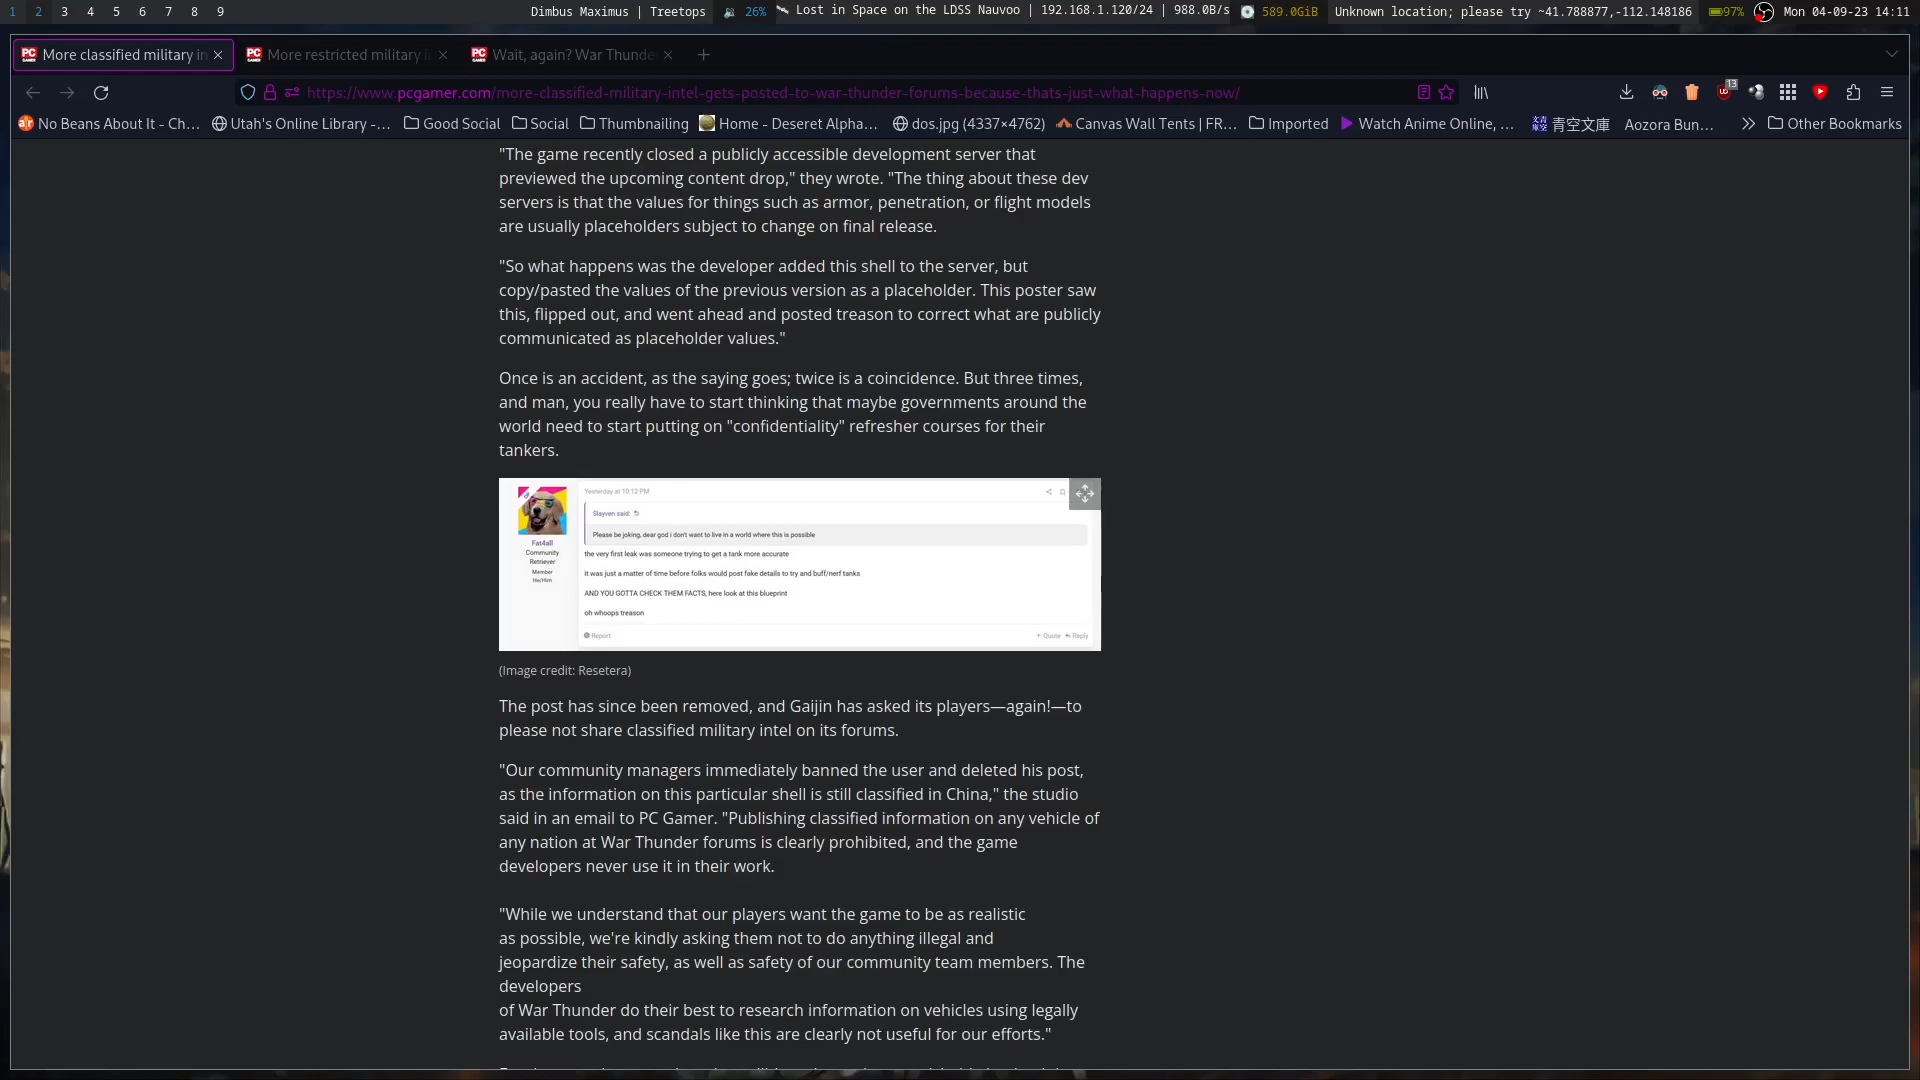 1 2 3 4 5 6 7 8 9 Dimbus Maximus | Treetops 26% Lost in Space on the LDSS Nauvoo | 192.168.1.120/24 | 988.0B/s 589.0GiB Unknown location; please try ~41.788877,-112.148186 97% Mon 04-09-23 14:11
More classified military in More restricted military i Wait, again? War Thunde
https://www.pcgamer.com/more-classified-military-intel-gets-posted-to-war-thunder-forums-because-thats-just-what-happens-now/ 13
No Beans About It - Ch... Utah's Online Library -... Good Social Social Thumbnailing Home - Deseret Alpha... dos.jpg (4337×4762) Canvas Wall Tents | FR... Imported Watch Anime Online, ... 青空文庫 Aozora Bun... Other Bookmarks
"The game recently closed a publicly accessible development server that
previewed the upcoming content drop," they wrote. "The thing about these dev
servers is that the values for things such as armor, penetration, or flight models
are usually placeholders subject to change on final release.
"So what happens was the developer added this shell to the server, but
copy/pasted the values of the previous version as a placeholder. This poster saw
this, flipped out, and went ahead and posted treason to correct what are publicly
communicated as placeholder values."
Once is an accident, as the saying goes; twice is a coincidence. But three times,
and man, you really have to start thinking that maybe governments around the
world need to start putting on "confidentiality" refresher courses for their
tankers.
Yesterday at 10:12 PM
Slayven said:
Please be joking, dear god i don't want to live in a world where this is possible
Fat4all
Community
Retriever
Member
He/Him
the very first leak was someone trying to get a tank more accurate
it was just a matter of time before folks would post fake details to try and buff/nerf tanks
AND YOU GOTTA CHECK THEM FACTS, here look at this blueprint
oh whoops treason
Report + Quote Reply
(Image credit: Resetera)
The post has since been removed, and Gaijin has asked its players—again!—to
please not share classified military intel on its forums.
"Our community managers immediately banned the user and deleted his post,
as the information on this particular shell is still classified in China," the studio
said in an email to PC Gamer. "Publishing classified information on any vehicle of
any nation at War Thunder forums is clearly prohibited, and the game
developers never use it in their work.
"While we understand that our players want the game to be as realistic
as possible, we're kindly asking them not to do anything illegal and
jeopardize their safety, as well as safety of our community team members. The
developers
of War Thunder do their best to research information on vehicles using legally
available tools, and scandals like this are clearly not useful for our efforts."